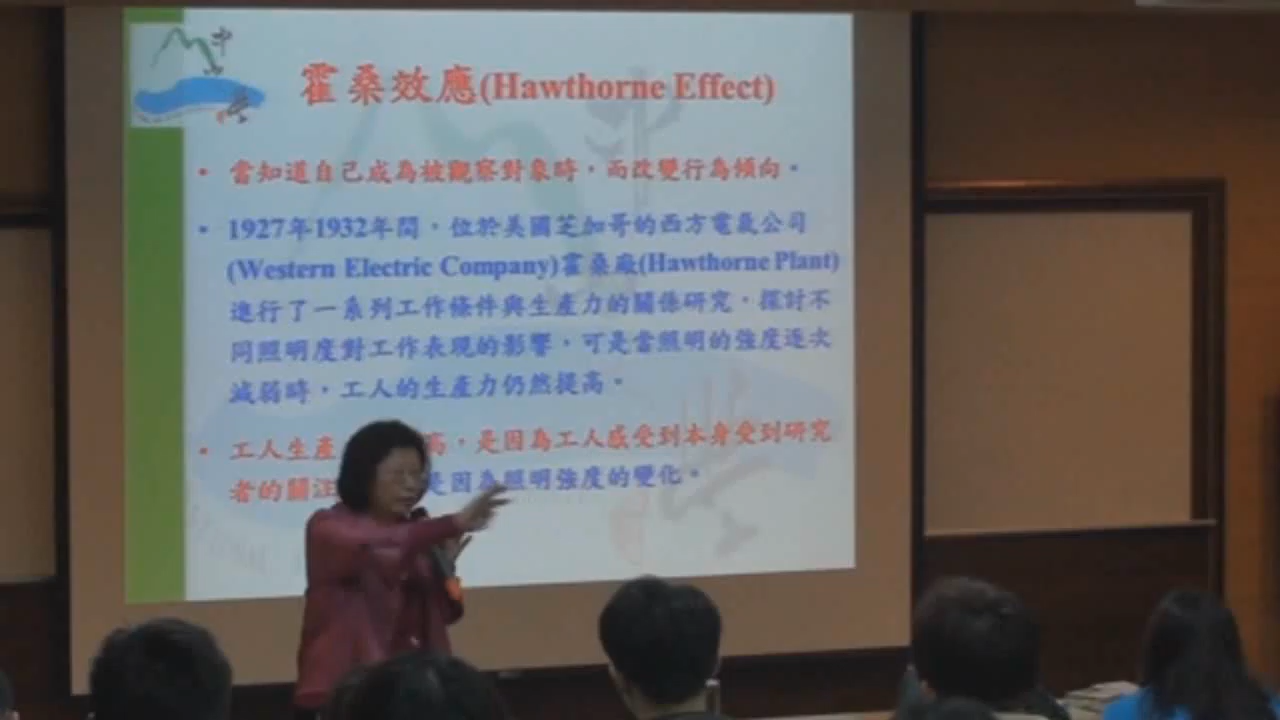 霍桑效應(Hawthorne Effect)
• 當知道自己成為被觀察對象時，而改變行為傾向。
• 1927年1932年間，位於美國芝加哥的西方電氣公司
(Western Electric Company)霍桑廠(Hawthorne Plant)
進行了一系列工作條件與生產力的關係研究，探討不
同照明度對工作表現的影響，可是當照明的強度逐次
減弱時，工人的生產力仍然提高。
• 工人生產 高，是因為工人感受到本身受到研究
者的關注 是因為照明強度的變化。